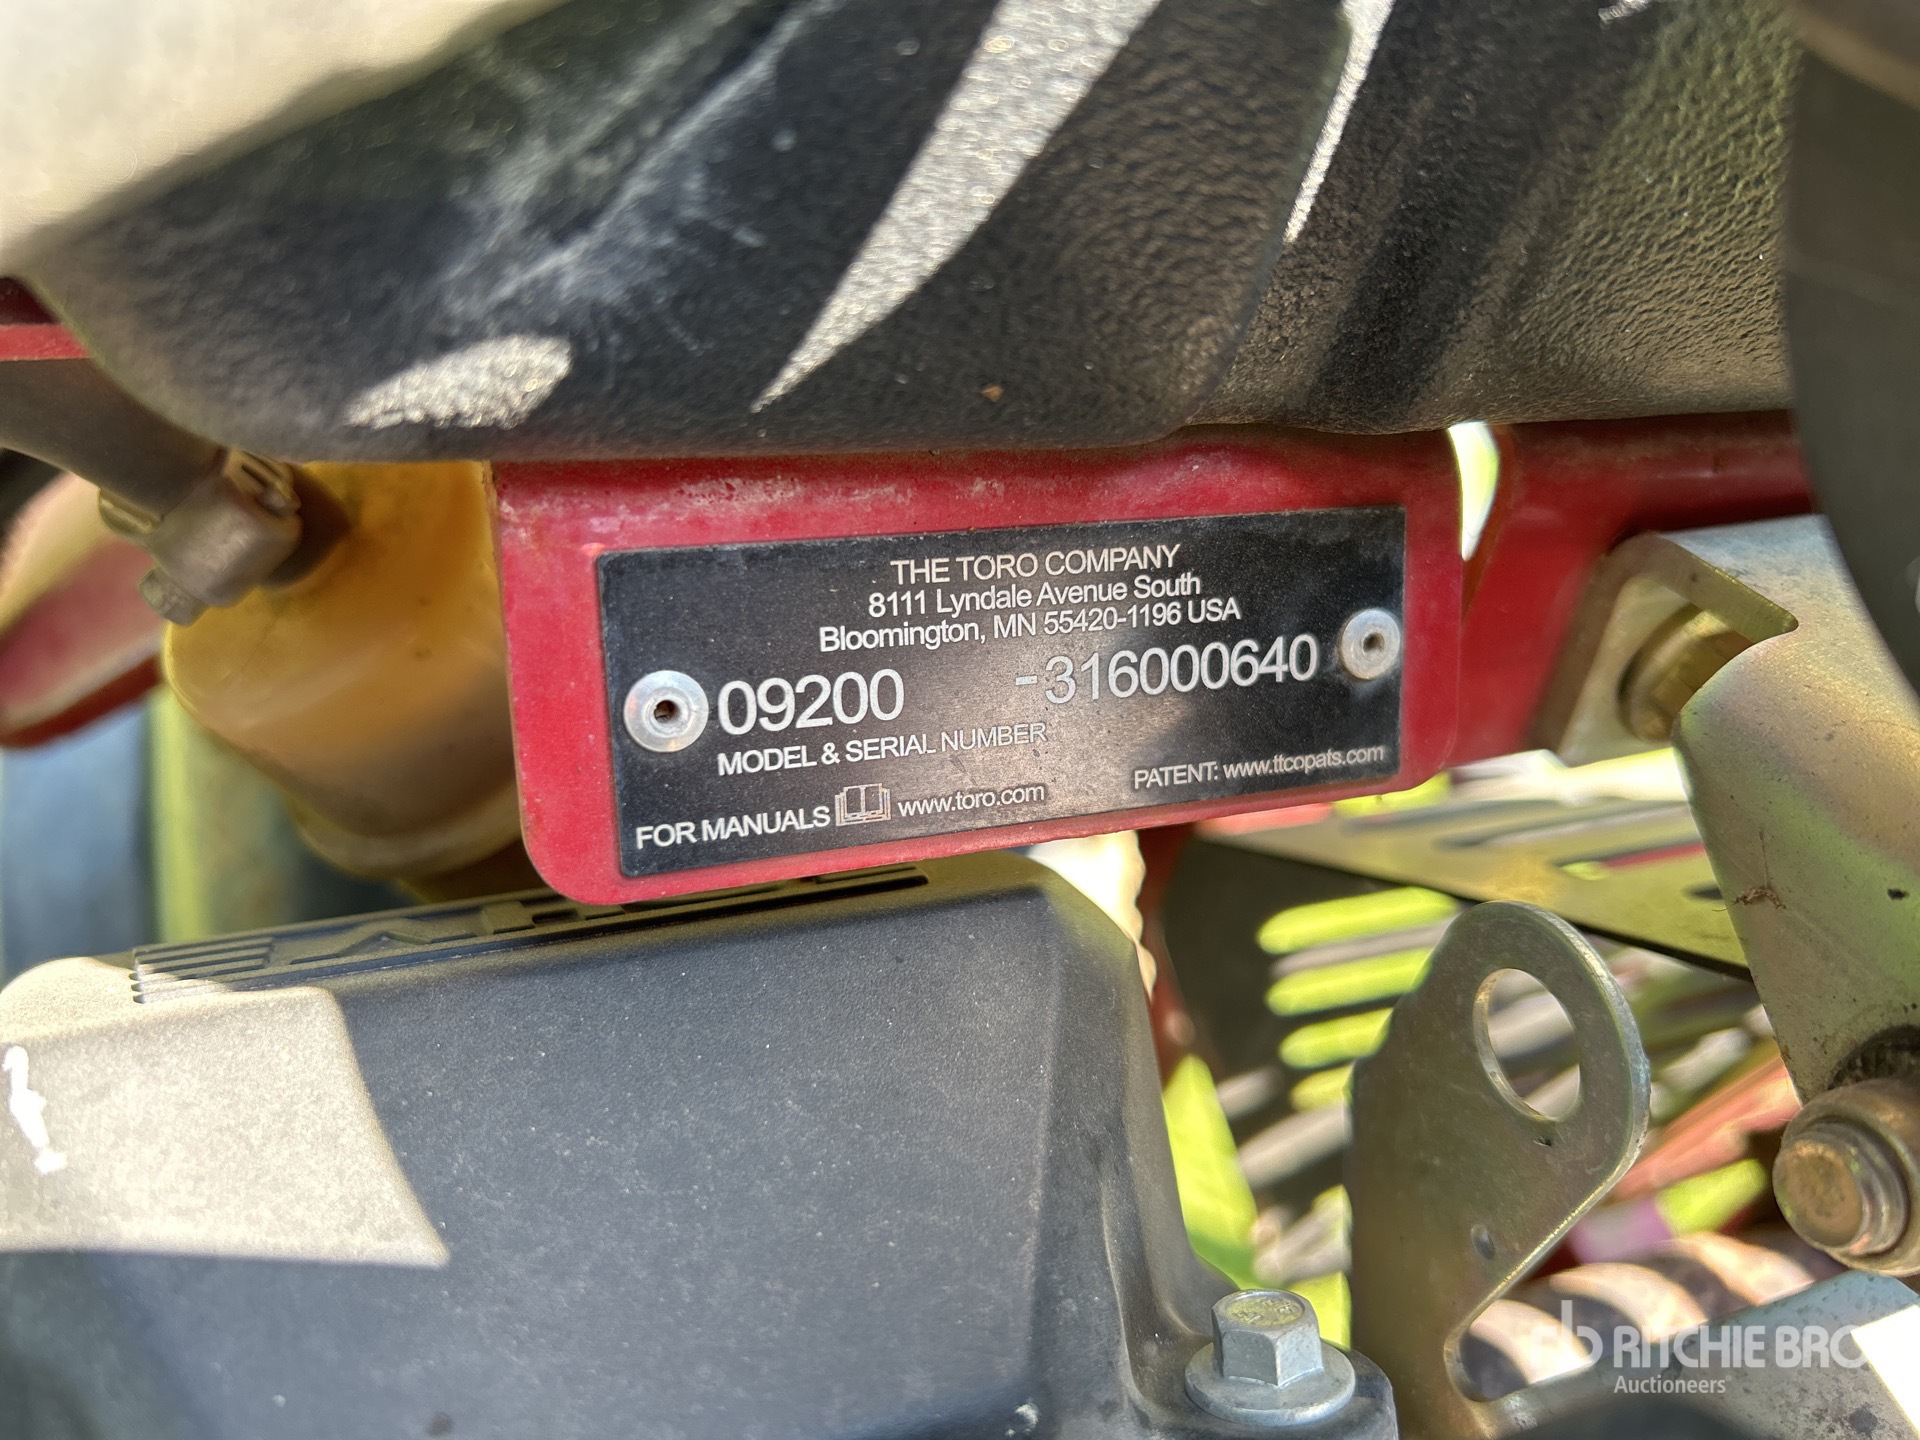 THE TORO COMPANY
8111 Lyndale Avenue South
Bloomington, MN 55420-1196 USA
09200 -316000640
MODEL & SERIAL NUMBER
FOR MANUALS www.toro.com
PATENT: www.ttcopats.com
RITCHIE BRO
Auctioneers